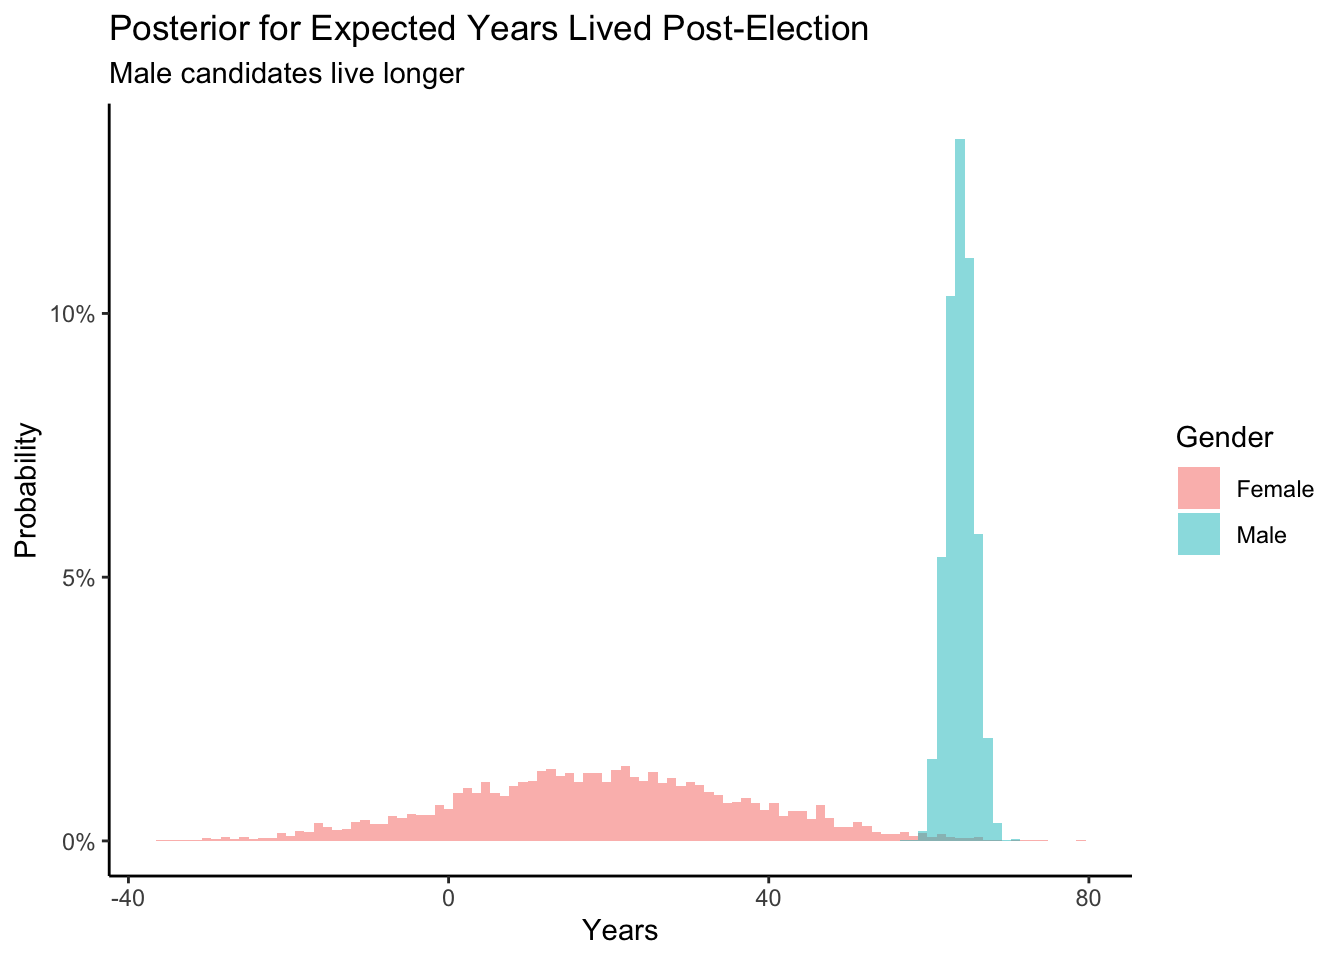 Posterior for Expected Years Lived Post-Election
Male candidates live longer
10%
5%
0%
Probability
-40
0
40
80
Years
Gender
Female
Male